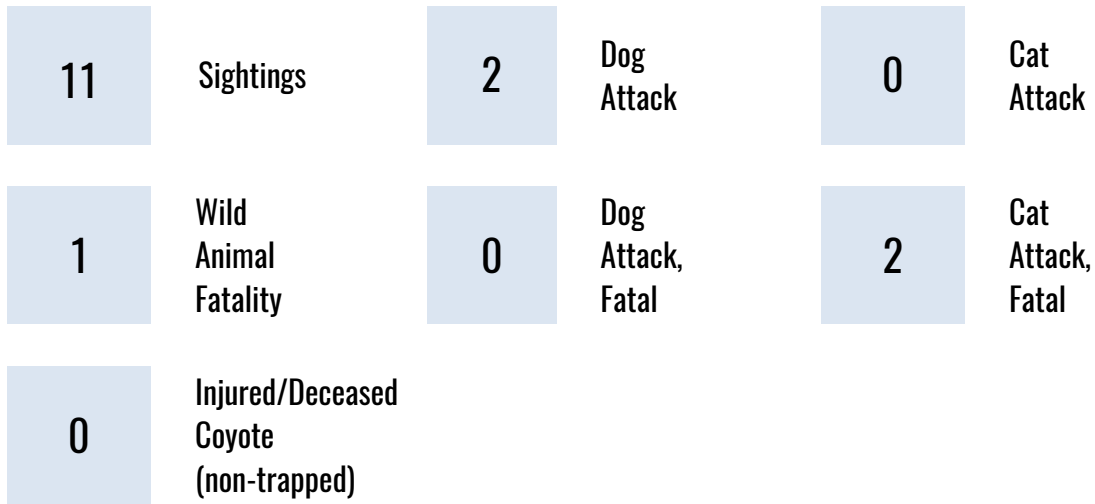 11
Sightings
2
Dog
Attack
0
Cat
Attack
1
Wild
Animal
Fatality
0
Dog
Attack,
Fatal
2
Cat
Attack,
Fatal
0
Injured/Deceased
Coyote
(non-trapped)